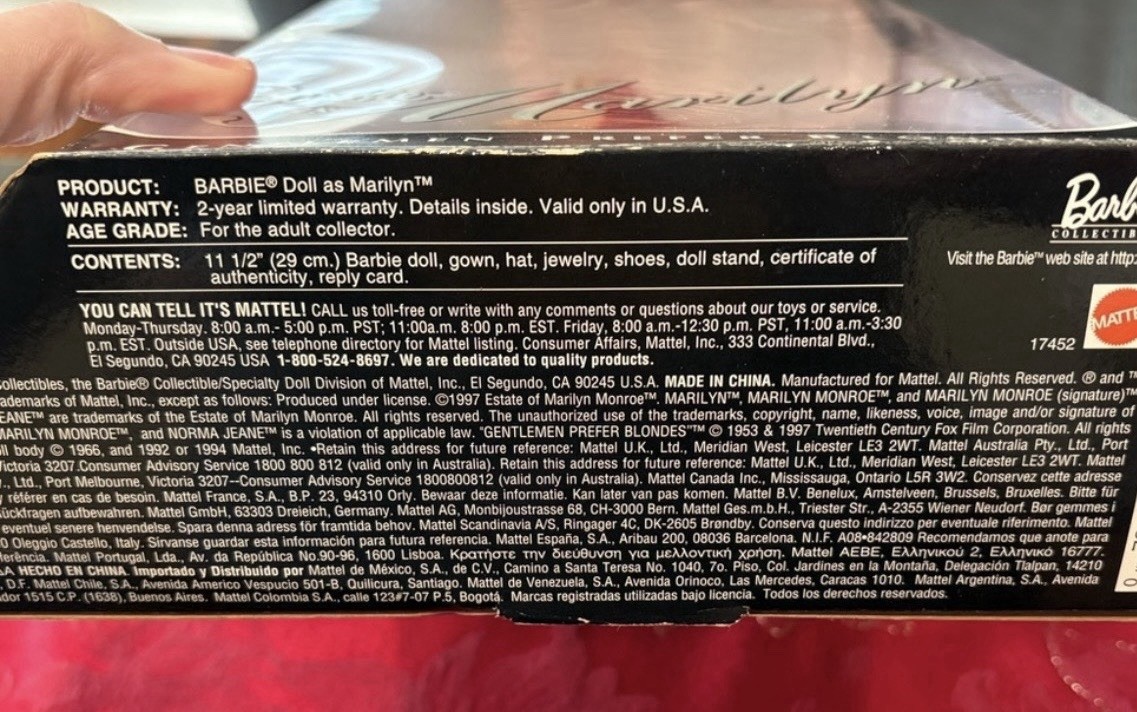 Marilyn
MEN PREFER
PRODUCT: BARBIE® Doll as Marilyn™
WARRANTY: 2-year limited warranty. Details inside. Valid only in U.S.A.
AGE GRADE: For the adult collector.
CONTENTS: 11 1/2" (29 cm.) Barbie doll, gown, hat, jewelry, shoes, doll stand, certificate of
authenticity, reply card.
Barb
COLLECTIB
Visit the Barbie™ web site at http:
MATTE
17452
YOU CAN TELL IT'S MATTEL! CALL us toll-free or write with any comments or questions about our toys or service.
Monday-Thursday. 8:00 a.m.- 5:00 p.m. PST; 11:00a.m. 8:00 p.m. EST. Friday, 8:00 a.m.-12:30 p.m. PST, 11:00 a.m.-3:30
p.m. EST. Outside USA, see telephone directory for Mattel listing. Consumer Affairs, Mattel, Inc., 333 Continental Blvd.,
El Segundo, CA 90245 USA 1-800-524-8697. We are dedicated to quality products.
ollectibles, the Barbie® Collectible/Specialty Doll Division of Mattel, Inc., El Segundo, CA 90245 U.S.A. MADE IN CHINA. Manufactured for Mattel. All Rights Reserved. ® and ™
ademarks of Mattel, Inc., except as follows: Produced under license. ©1997 Estate of Marilyn Monroe™. MARILYN™, MARILYN MONROE™, and MARILYN MONROE (signature)™
EANE™ are trademarks of the Estate of Marilyn Monroe. All rights reserved. The unauthorized use of the trademarks, copyright, name, likeness, voice, image and/or signature of
MARILYN MONROE™, and NORMA JEANE™ is a violation of applicable law. "GENTLEMEN PREFER BLONDES"™ © 1953 & 1997 Twentieth Century Fox Film Corporation. All rights
ll body © 1966, and 1992 or 1994 Mattel, Inc. •Retain this address for future reference: Mattel U.K., Ltd., Meridian West, Leicester LE3 2WT. Mattel Australia Pty., Ltd., Port
Victoria 3207.Consumer Advisory Service 1800 800 812 (valid only in Australia). Retain this address for future reference: Mattel U.K., Ltd., Meridian West, Leicester LE3 2WT. Mattel
., Ltd., Port Melbourne, Victoria 3207--Consumer Advisory Service 1800800812 (valid only in Australia). Mattel Canada Inc., Mississauga, Ontario L5R 3W2. Conservez cette adresse
y référer en cas de besoin. Mattel France, S.A., B.P. 23, 94310 Orly. Bewaar deze informatie. Kan later van pas komen. Mattel B.V. Benelux, Amstelveen, Brussels, Bruxelles. Bitte für
ückfragen aufbewahren. Mattel GmbH, 63303 Dreieich, Germany. Mattel AG, Monbijoustrasse 68, CH-3000 Bern. Mattel Ges.m.b.H., Triester Str., A-2355 Wiener Neudorf. Bør gemmes i
eventuel senere henvendelse. Spara denna adress för framtida behov. Mattel Scandinavia A/S, Ringager 4C, DK-2605 Brøndby. Conserva questo indirizzo per eventuale riferimento. Mattel
0 Oleggio Castello, Italy. Sírvanse guardar esta información para futura referencia. Mattel España, S.A., Aribau 200, 08036 Barcelona. N.I.F. A08•842809 Recomendamos que anote para
ferência. Mattel Portugal, Lda., Av. da República No.90-96, 1600 Lisboa. Κρατήστε την διεύθυνση για μελλοντική χρήση. Mattel AEBE, Ελληνικού 2, Ελληνικό 16777.
LA HECHO EN CHINA. Importado y Distribuido por Mattel de México, S.A., de C.V., Camino a Santa Teresa No. 1040, 7o. Piso, Col. Jardines en la Montaña, Delegación Tlalpan, 14210
, D.F. Mattel Chile, S.A., Avenida Americo Vespucio 501-B, Quilicura, Santiago. Mattel de Venezuela, S.A., Avenida Orinoco, Las Mercedes, Caracas 1010. Mattel Argentina, S.A., Avenida
dor 1515 C.P. (1638), Buenos Aires. Mattel Colombia S.A., calle 123#7-07 P.5, Bogotá. Marcas registradas utilizadas bajo licencia. Todos los derechos reservados.